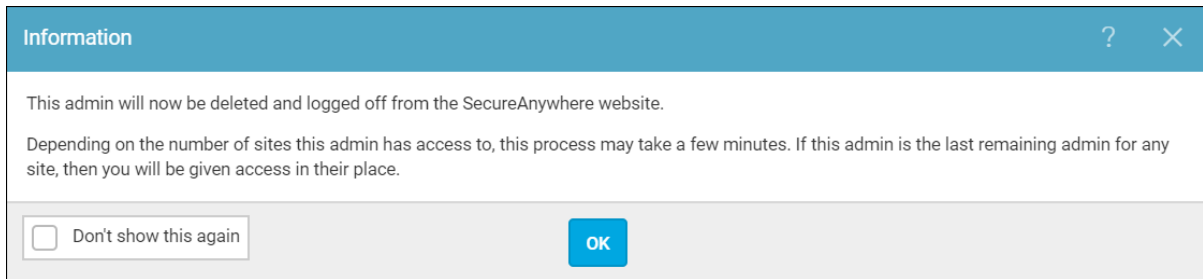 Information
?
This admin will now be deleted and logged off from the SecureAnywhere website.
Depending on the number of sites this admin has access to, this process may take a few minutes. If this admin is the last remaining admin for any
site, then you will be given access in their place.
Don't show this again
OK